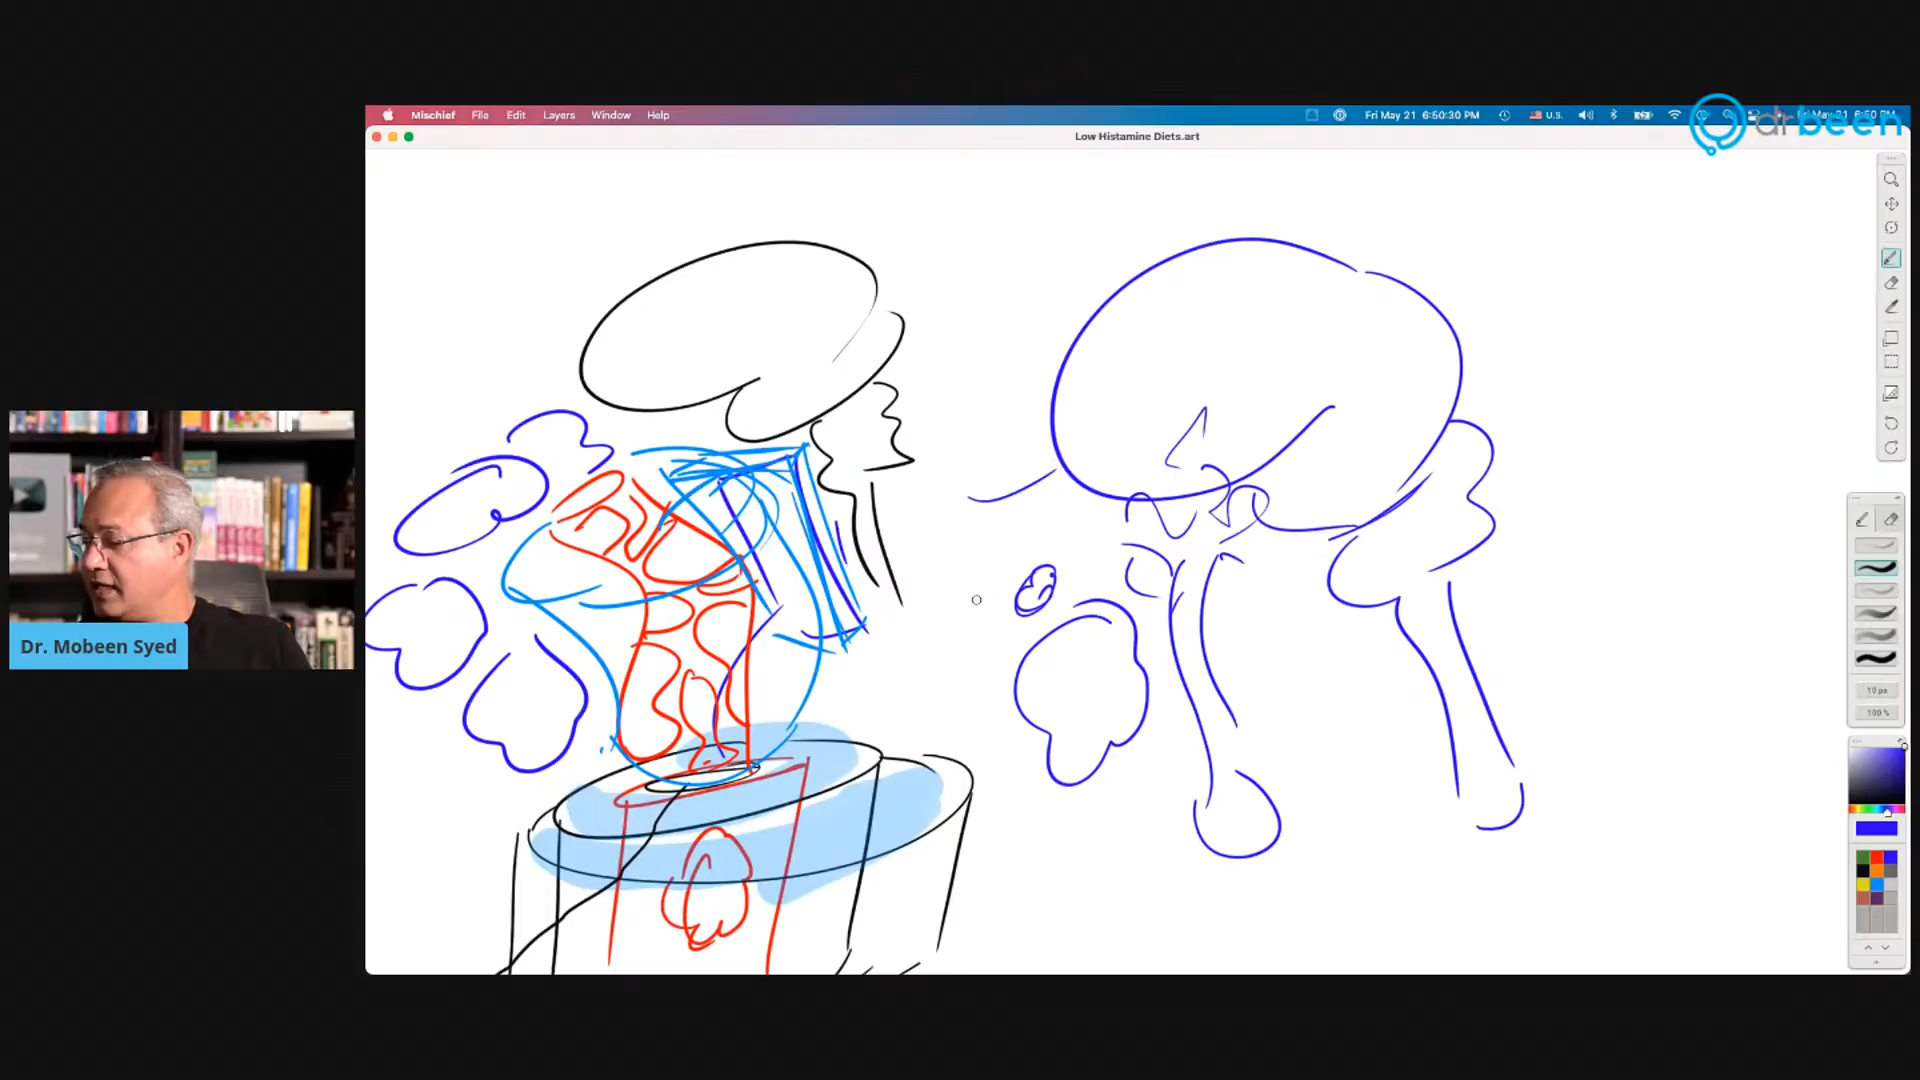 Mischief File Edit Layers Window Help
Fri May 21 6:50:30 PM
U.S.
drbeen
Low Histamine Diets.art
Dr. Mobeen Syed
10 px
100 %